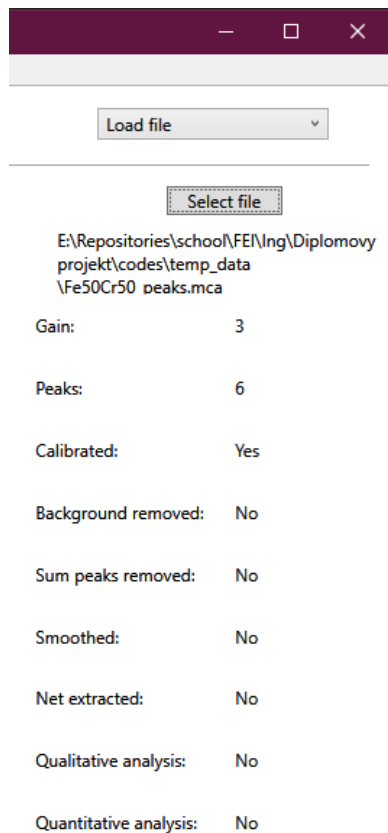 Load file
Select file
E:\Repositories\school\FEI\Ing\Diplomovy
projekt\codes\temp_data
\Fe50Cr50_peaks.mca
Gain: 3
Peaks: 6
Calibrated: Yes
Background removed: No
Sum peaks removed: No
Smoothed: No
Net extracted: No
Qualitative analysis: No
Quantitative analysis: No